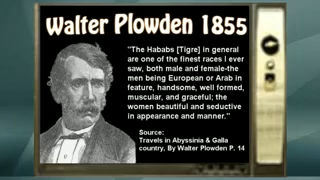 Walter Plowden 1855
"The Hababs [Tigre] in general
are one of the finest races I ever
saw, both male and female-the
men being European or Arab in
feature, handsome, well formed,
muscular, and graceful; the
women beautiful and seductive
in appearance and manner."
Source:
Travels in Abyssinia & Galla
country, By Walter Plowden P. 14